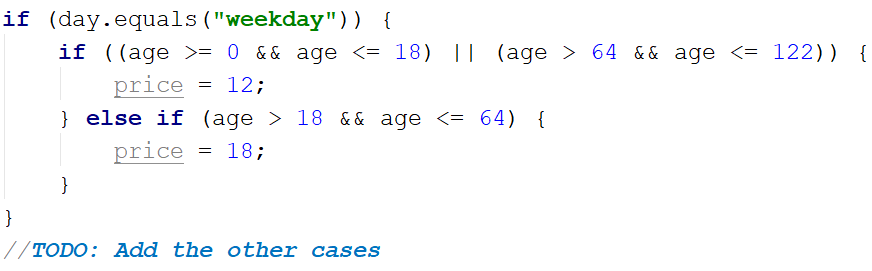 if (day.equals("weekday")) {
    if ((age >= 0 && age <= 18) || (age > 64 && age <= 122)) {
        price = 12;
    } else if (age > 18 && age <= 64) {
        price = 18;
    }
}
//TODO: Add the other cases